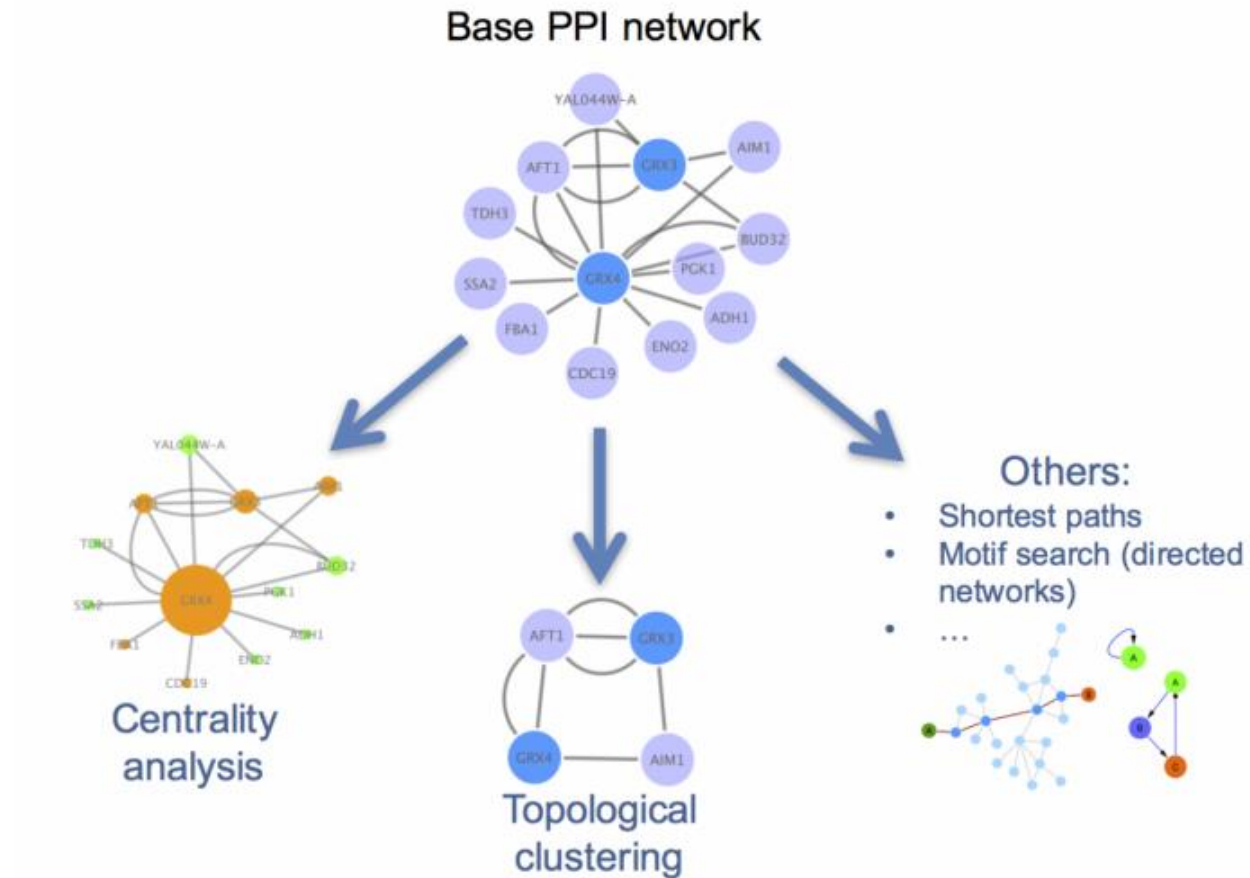 Base PPI network
YAL044W-A
AFT1
GRX3
AIM1
TDH3
BUD32
SSA2
GRX4
PGK1
FBA1
ADH1
ENO2
CDC19
YAL044W-A
TDH3
BUD32
SSA2
GRX4
PGK1
FBA1
ADH1
ENO2
CDC19
Centrality
analysis
AFT1
GRX3
GRX4
AIM1
Topological
clustering
Others:
• Shortest paths
• Motif search (directed
networks)
• ...
A
B
A
A
B
C